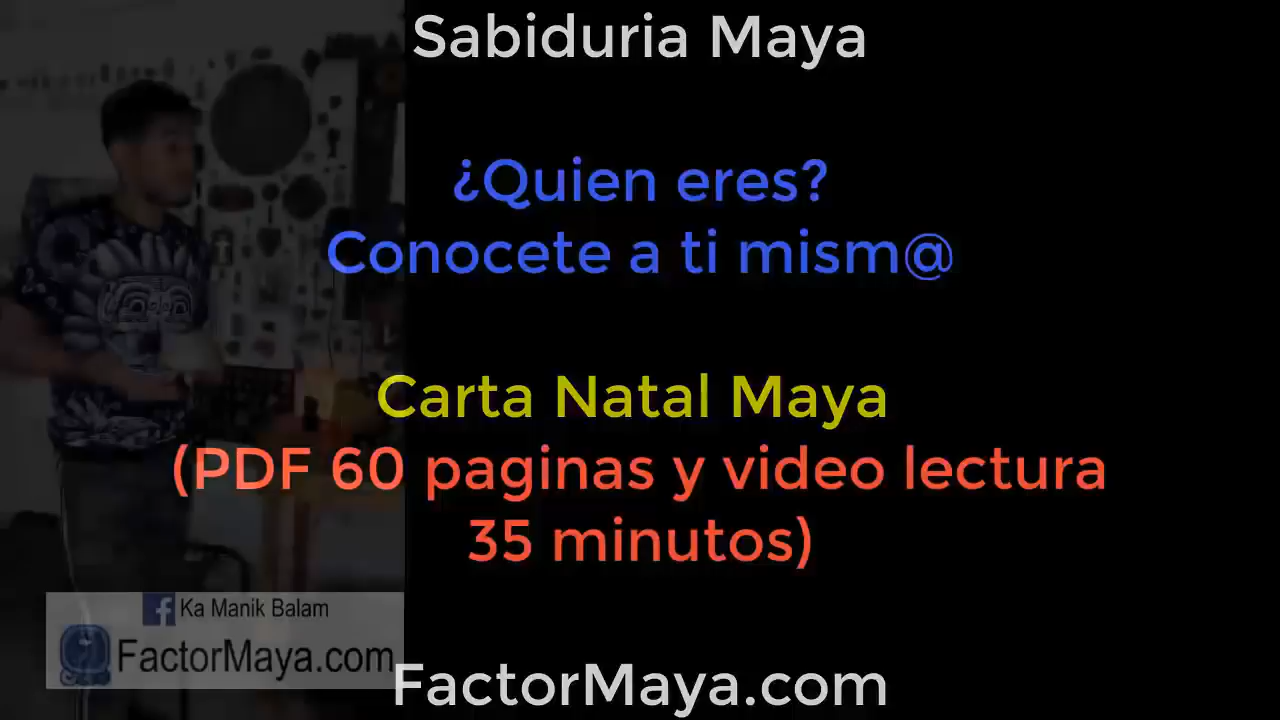 Sabiduria Maya
¿Quien eres?
Conocete a ti mism@
Carta Natal Maya
(PDF 60 paginas y video lectura
35 minutos)
Ka Manik Balam
FactorMaya.com
FactorMaya.com